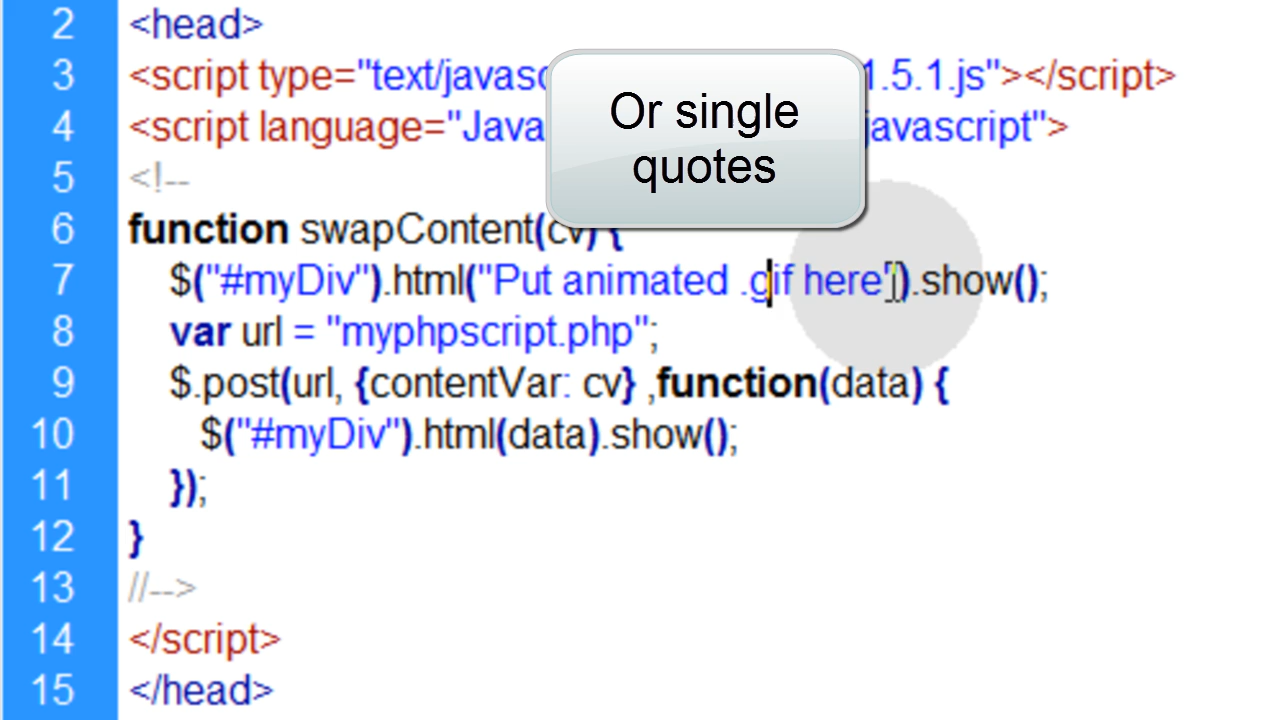 2 <head>
3 <script type="text/javasc 1.5.1.js"></script>
Or single
quotes
4 <script language="Java javascript">
5 <!--
6 function swapContent(cv) {
7 $("#myDiv").html("Put animated .gif here").show();
8 var url = "myphpscript.php";
9 $.post(url, {contentVar: cv} ,function(data) {
10 $("#myDiv").html(data).show();
11 });
12 }
13 //-->
14 </script>
15 </head>